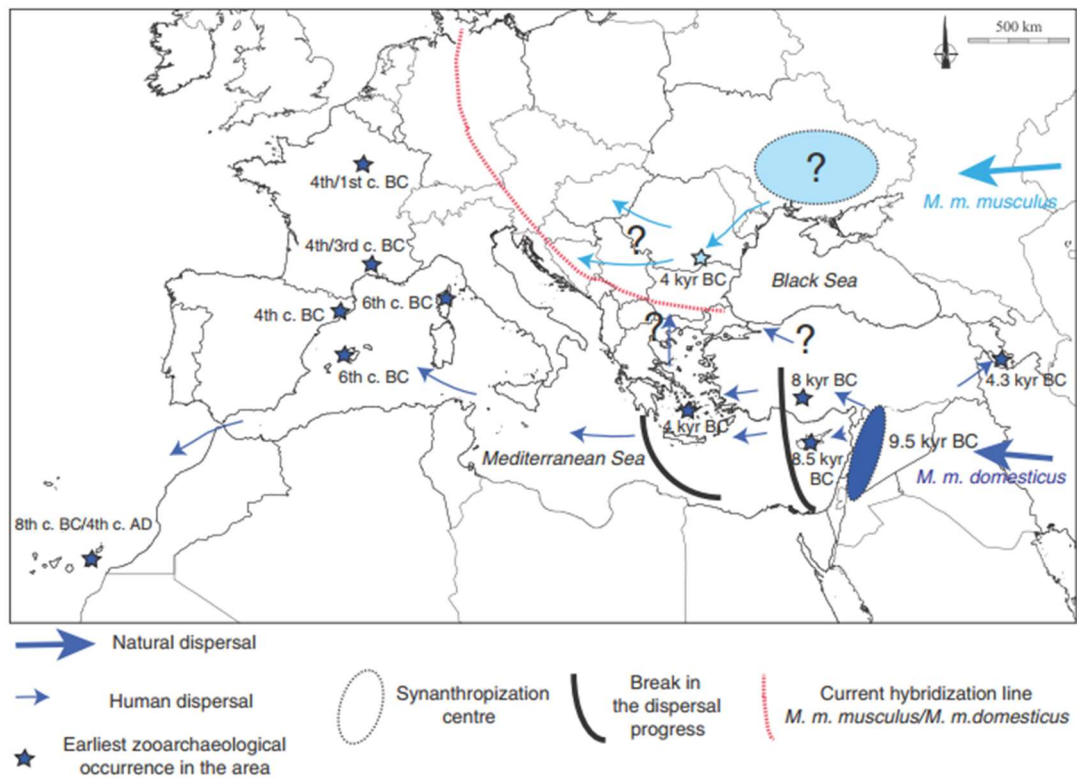 500 km
?
M. m. musculus
4th/1st c. BC
4th/3rd c. BC
?
4 kyr BC
Black Sea
6th c. BC
4th c. BC
?
?
6th c. BC
8 kyr BC
4.3 kyr BC
4 kyr BC
Mediterranean Sea
8.5 kyr
BC
9.5 kyr BC
M. m. domesticus
8th c. BC/4th c. AD
Natural dispersal
Human dispersal
Earliest zooarchaeological
occurrence in the area
Synanthropization
centre
Break in
the dispersal
progress
Current hybridization line
M. m. musculus/M. m.domesticus